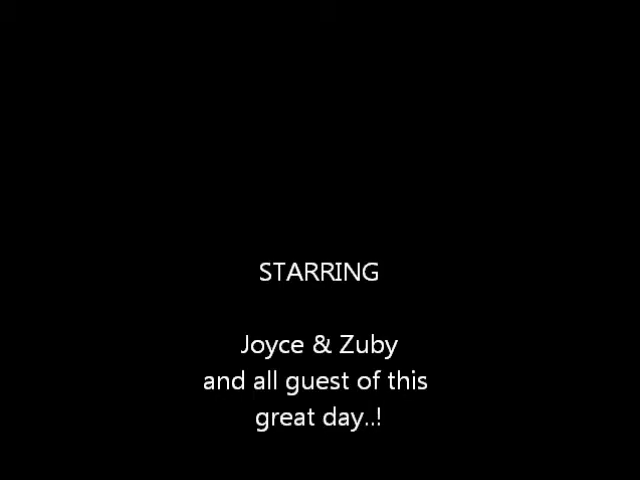 STARRING
Joyce & Zuby
and all guest of this
great day..!